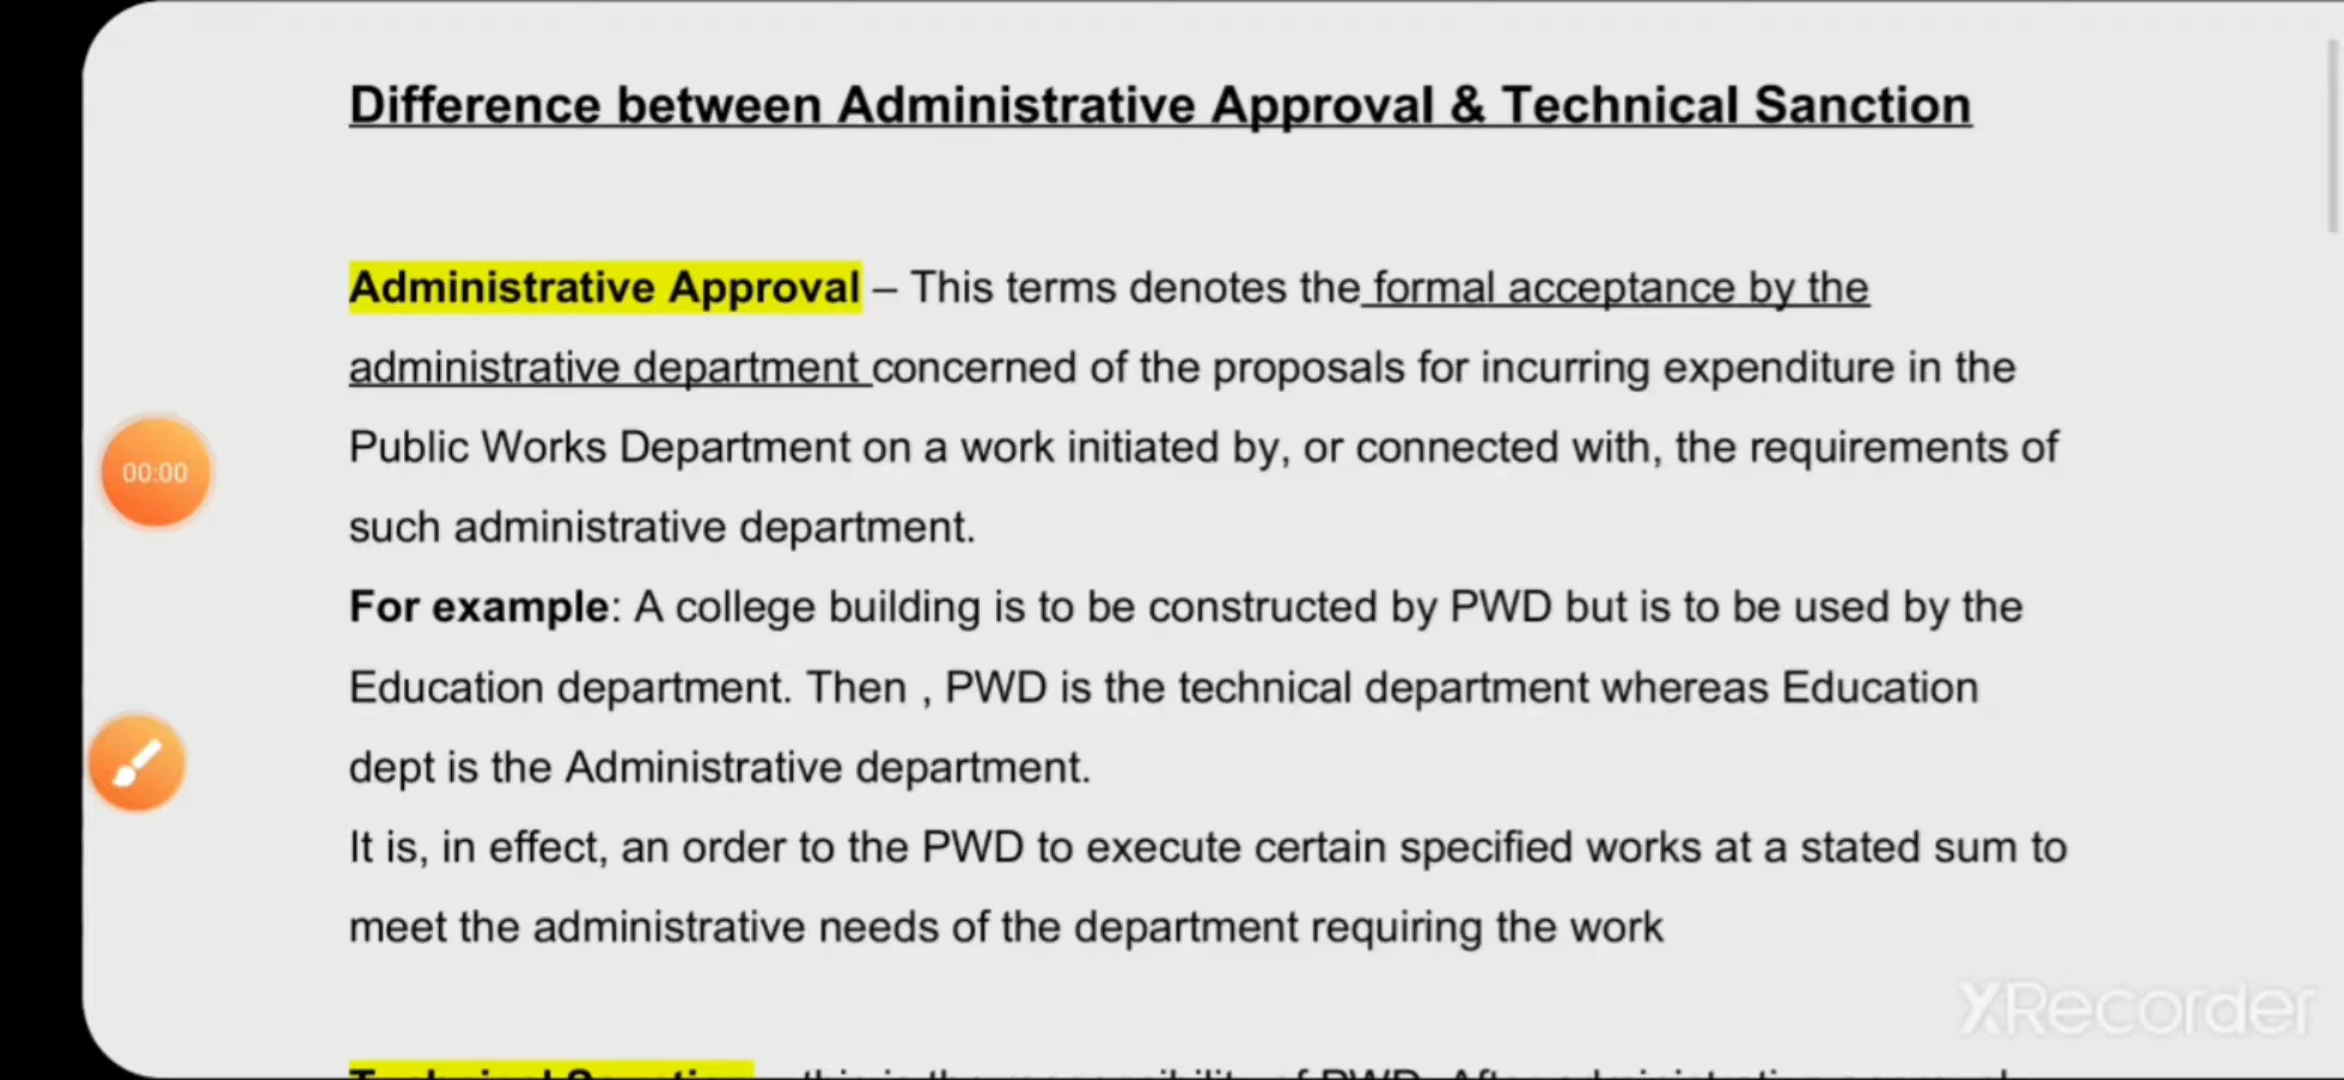 Difference between Administrative Approval & Technical Sanction
Administrative Approval – This terms denotes the formal acceptance by the
administrative department concerned of the proposals for incurring expenditure in the
Public Works Department on a work initiated by, or connected with, the requirements of
such administrative department.
00:00
For example: A college building is to be constructed by PWD but is to be used by the
Education department. Then , PWD is the technical department whereas Education
dept is the Administrative department.
It is, in effect, an order to the PWD to execute certain specified works at a stated sum to
meet the administrative needs of the department requiring the work
XRecorder